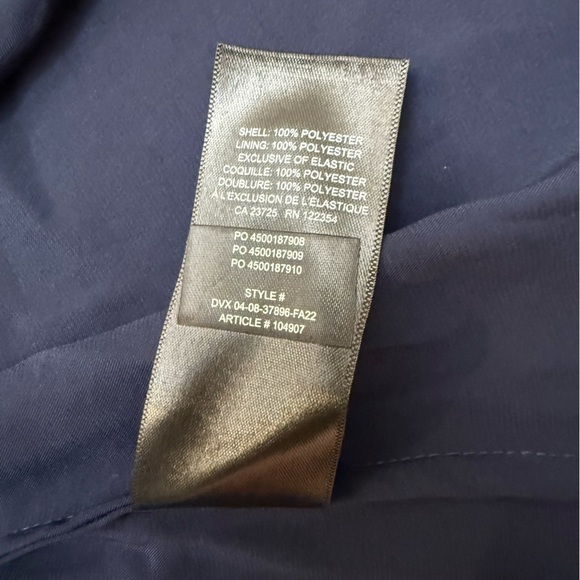 SHELL: 100% POLYESTER
LINING: 100% POLYESTER
EXCLUSIVE OF ELASTIC
COQUILLE: 100% POLYESTER
DOUBLURE: 100% POLYESTER
A L'EXCLUSION DE L'ÉLASTIQUE
CA 23725 RN 122354
PO 4500187908
PO 4500187909
PO 4500187910
STYLE #
DVX 04-08-37896-FA22
ARTICLE # 104907